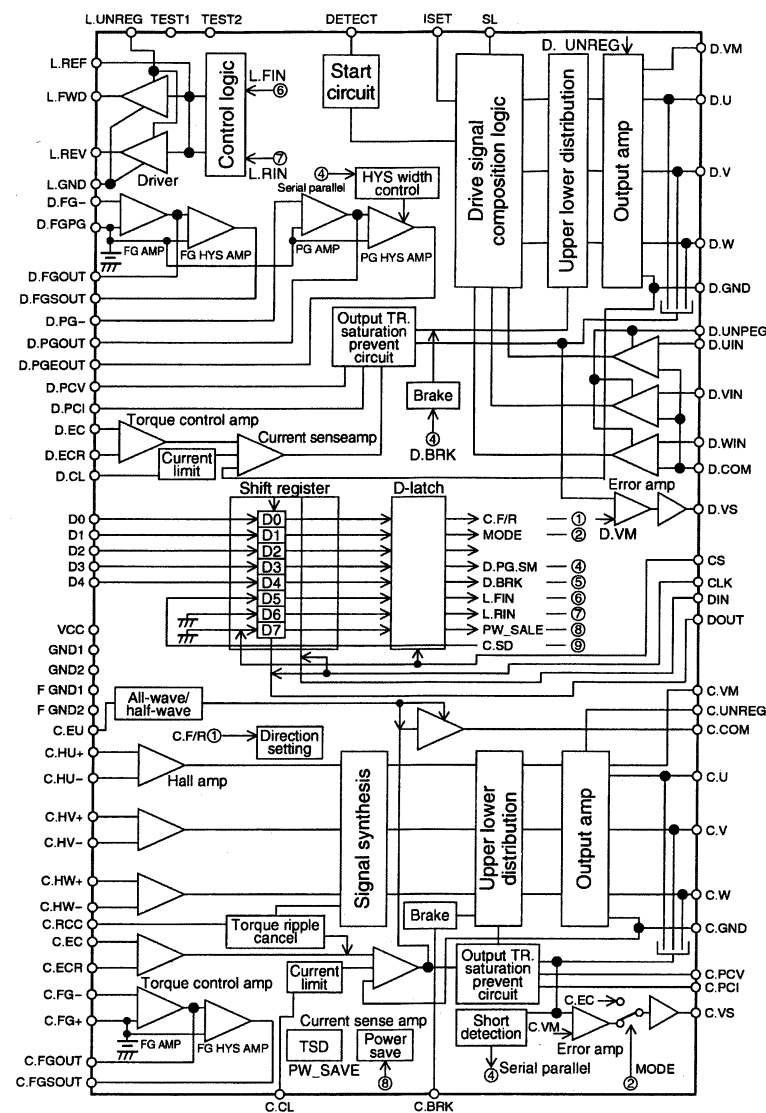 L.UNREG TEST1 TEST2 DETECT ISET SL
D. UNREG
L.REF
L.FWD
L.REV
L.GND
D.FG-
D.FGPG
D.FGOUT
D.FGSOUT
D.PG-
D.PGOUT
D.PGEOUT
D.PCV
D.PCI
D.EC
D.ECR
D.CL
D0
D1
D2
D3
D4
VCC
GND1
GND2
F GND1
F GND2
C.EU
C.HU+
C.HU-
C.HV+
C.HV-
C.HW+
C.HW-
C.RCC
C.EC
C.ECR
C.FG-
C.FG+
C.FGOUT
C.FGSOUT
Driver
Control logic
L.FIN
⑥
⑦
L.RIN
Start
circuit
④
HYS width
control
Serial parallel
FG AMP
FG HYS AMP
PG AMP
PG HYS AMP
Drive signal
composition logic
Upper lower distribution
Output amp
Output TR.
saturation
prevent
circuit
Brake
④
D.BRK
Torque control amp
Current
limit
Current senseamp
Error amp
D.VM
Shift register
D-latch
D0
D1
D2
D3
D4
D5
D6
D7
C.F/R ①
MODE ②
D.PG.SM ④
D.BRK ⑤
L.FIN ⑥
L.RIN ⑦
PW_SALE ⑧
C.SD ⑨
All-wave/
half-wave
C.F/R ①
Direction
setting
Hall amp
Signal synthesis
Upper lower
distribution
Output amp
Torque ripple
cancel
Brake
Torque control amp
Current
limit
Output TR.
saturation
prevent
circuit
FG AMP
FG HYS AMP
Current sense amp
TSD
PW_SAVE
Power
save
⑧
Short
detection
④
Serial parallel
C.EC
C.VM
Error amp
MODE
②
D.VM
D.U
D.V
D.W
D.GND
D.UNPEG
D.UIN
D.VIN
D.WIN
D.COM
D.VS
CS
CLK
DIN
DOUT
C.VM
C.UNREG
C.COM
C.U
C.V
C.W
C.GND
C.PCV
C.PCI
C.VS
C.CL C.BRK